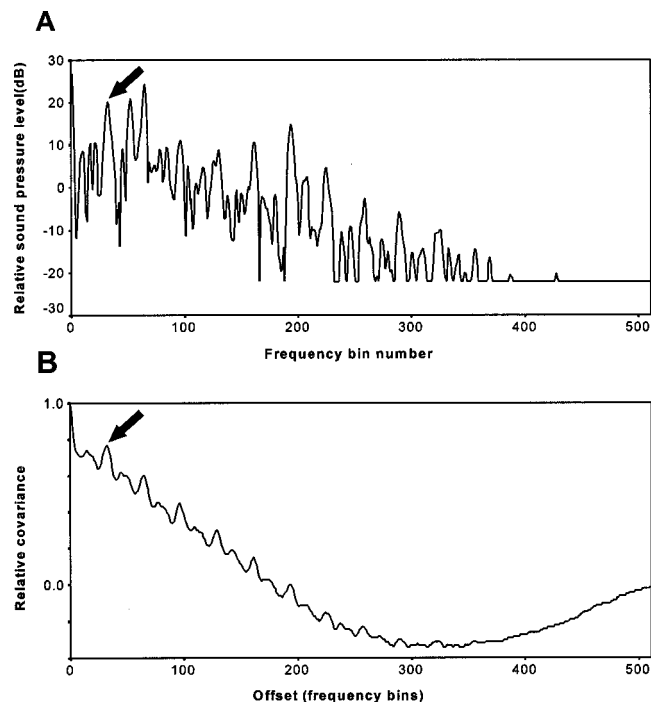 A
Relative sound pressure level(dB)
30
20
10
0
-10
-20
-30
0 100 200 300 400 500
Frequency bin number
B
Relative covariance
1.0
0.0
0 100 200 300 400 500
Offset (frequency bins)